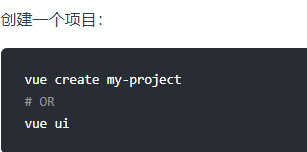 创建一个项目：
vue create my-project
# OR
vue ui